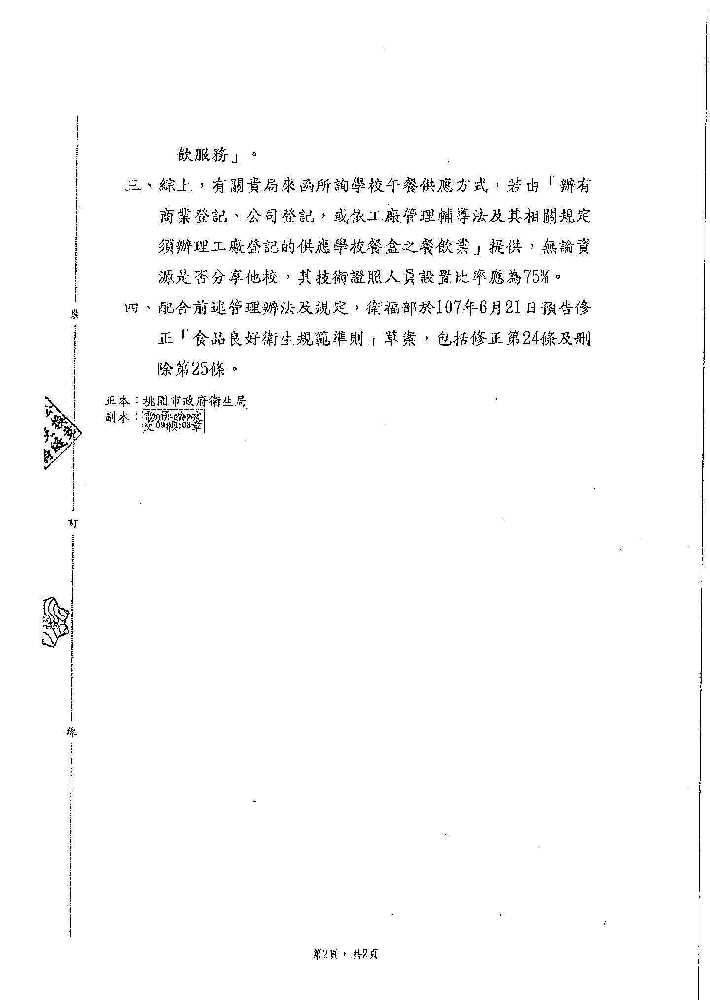 飲服務」。
三、綜上，有關貴局來函所詢學校午餐供應方式，若由「辦有
商業登記、公司登記，或依工廠管理輔導法及其相關規定
須辦理工廠登記的供應學校餐盒之餐飲業」提供，無論資
源是否分享他校，其技術證照人員設置比率應為75%。
四、配合前述管理辦法及規定，衛福部於107年6月21日預告修
正「食品良好衛生規範準則」草案，包括修正第24條及刪
除第25條。
裝
正本：桃園市政府衛生局
副本：
電2018-07-26文
交09:47:08章
訂
線
第2頁，共2頁